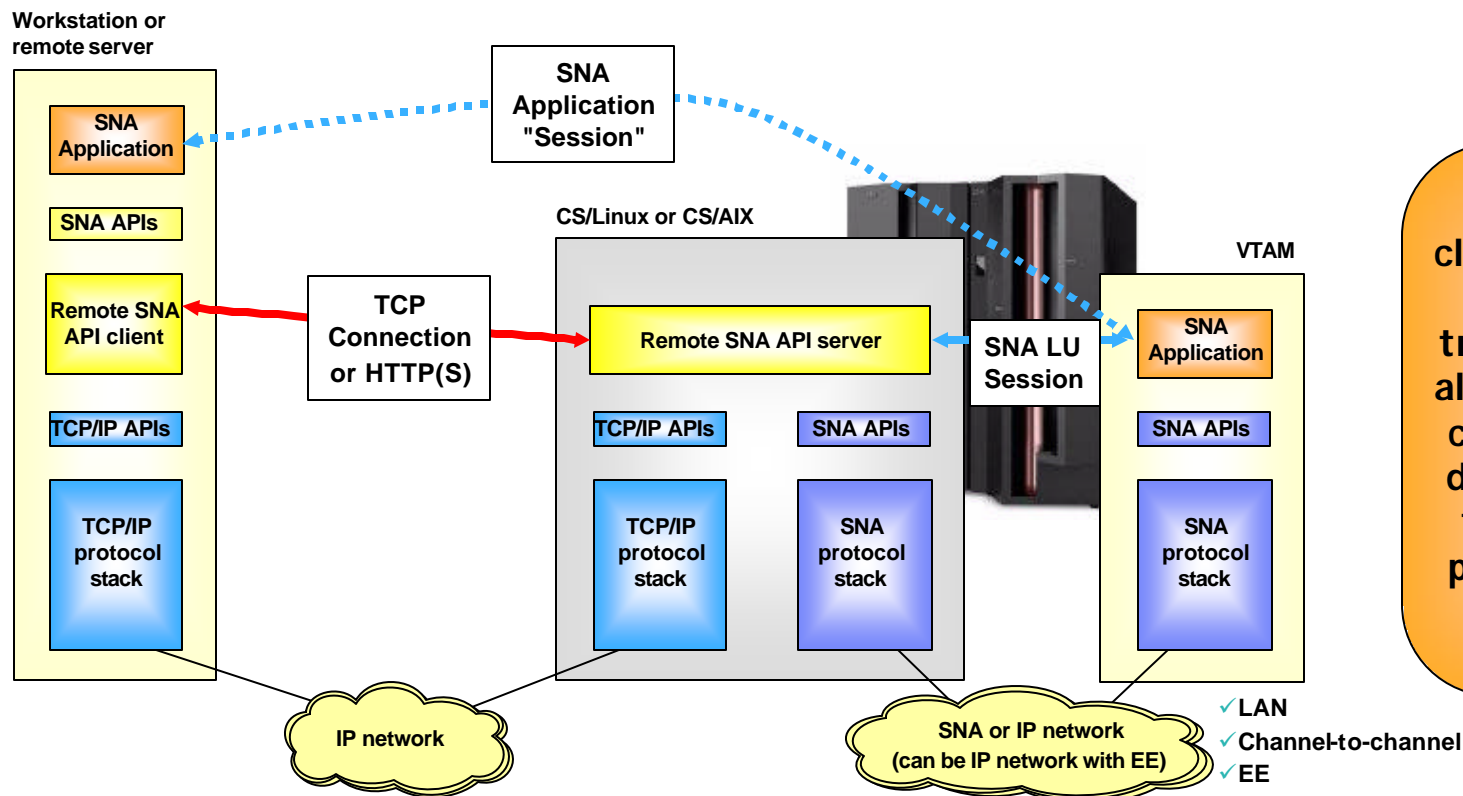 Workstation or
remote server
SNA
Application
SNA APIs
Remote SNA
API client
TCP/IP APIs
TCP/IP
protocol
stack
SNA
Application
"Session"
TCP
Connection
or HTTP(S)
CS/Linux or CS/AIX
Remote SNA API server
TCP/IP APIs
SNA APIs
TCP/IP
protocol
stack
SNA
protocol
stack
SNA LU
Session
VTAM
SNA
Application
SNA APIs
SNA
protocol
stack
IP network
SNA or IP network
(can be IP network with EE)
✓LAN
✓Channel-to-channel
✓EE